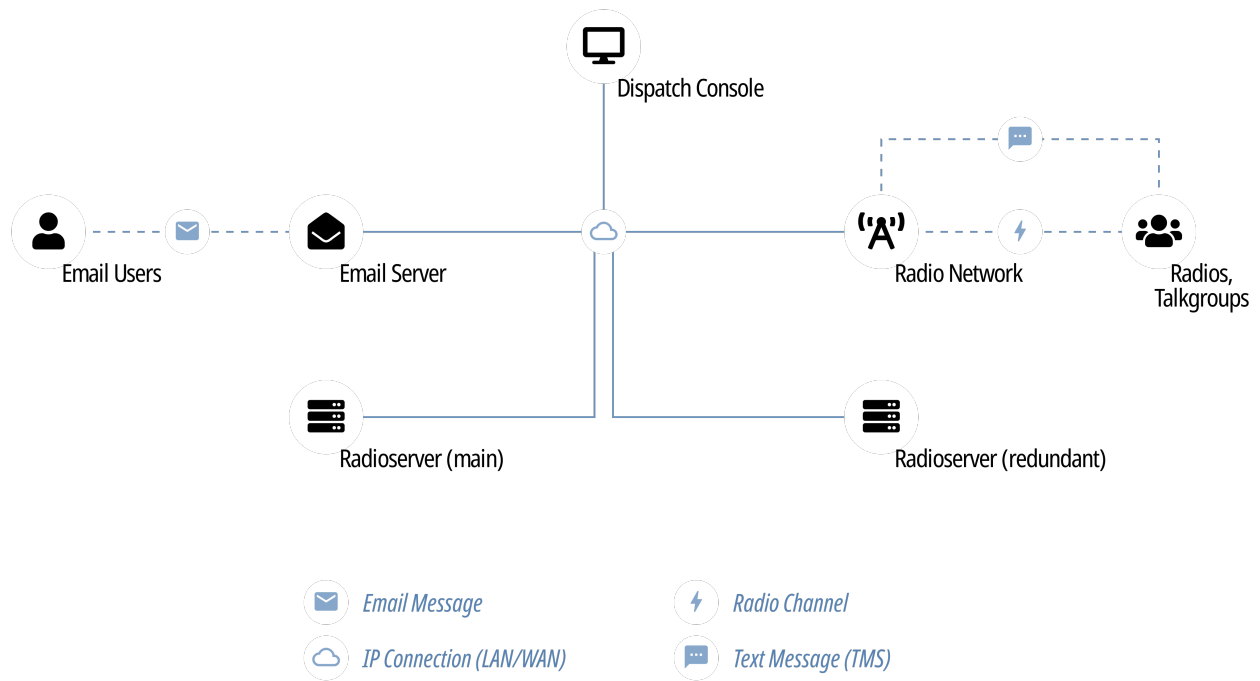 Dispatch Console
Email Users
Email Server
Radio Network
Radios,
Talkgroups
Radioserver (main)
Radioserver (redundant)
Email Message
Radio Channel
IP Connection (LAN/WAN)
Text Message (TMS)